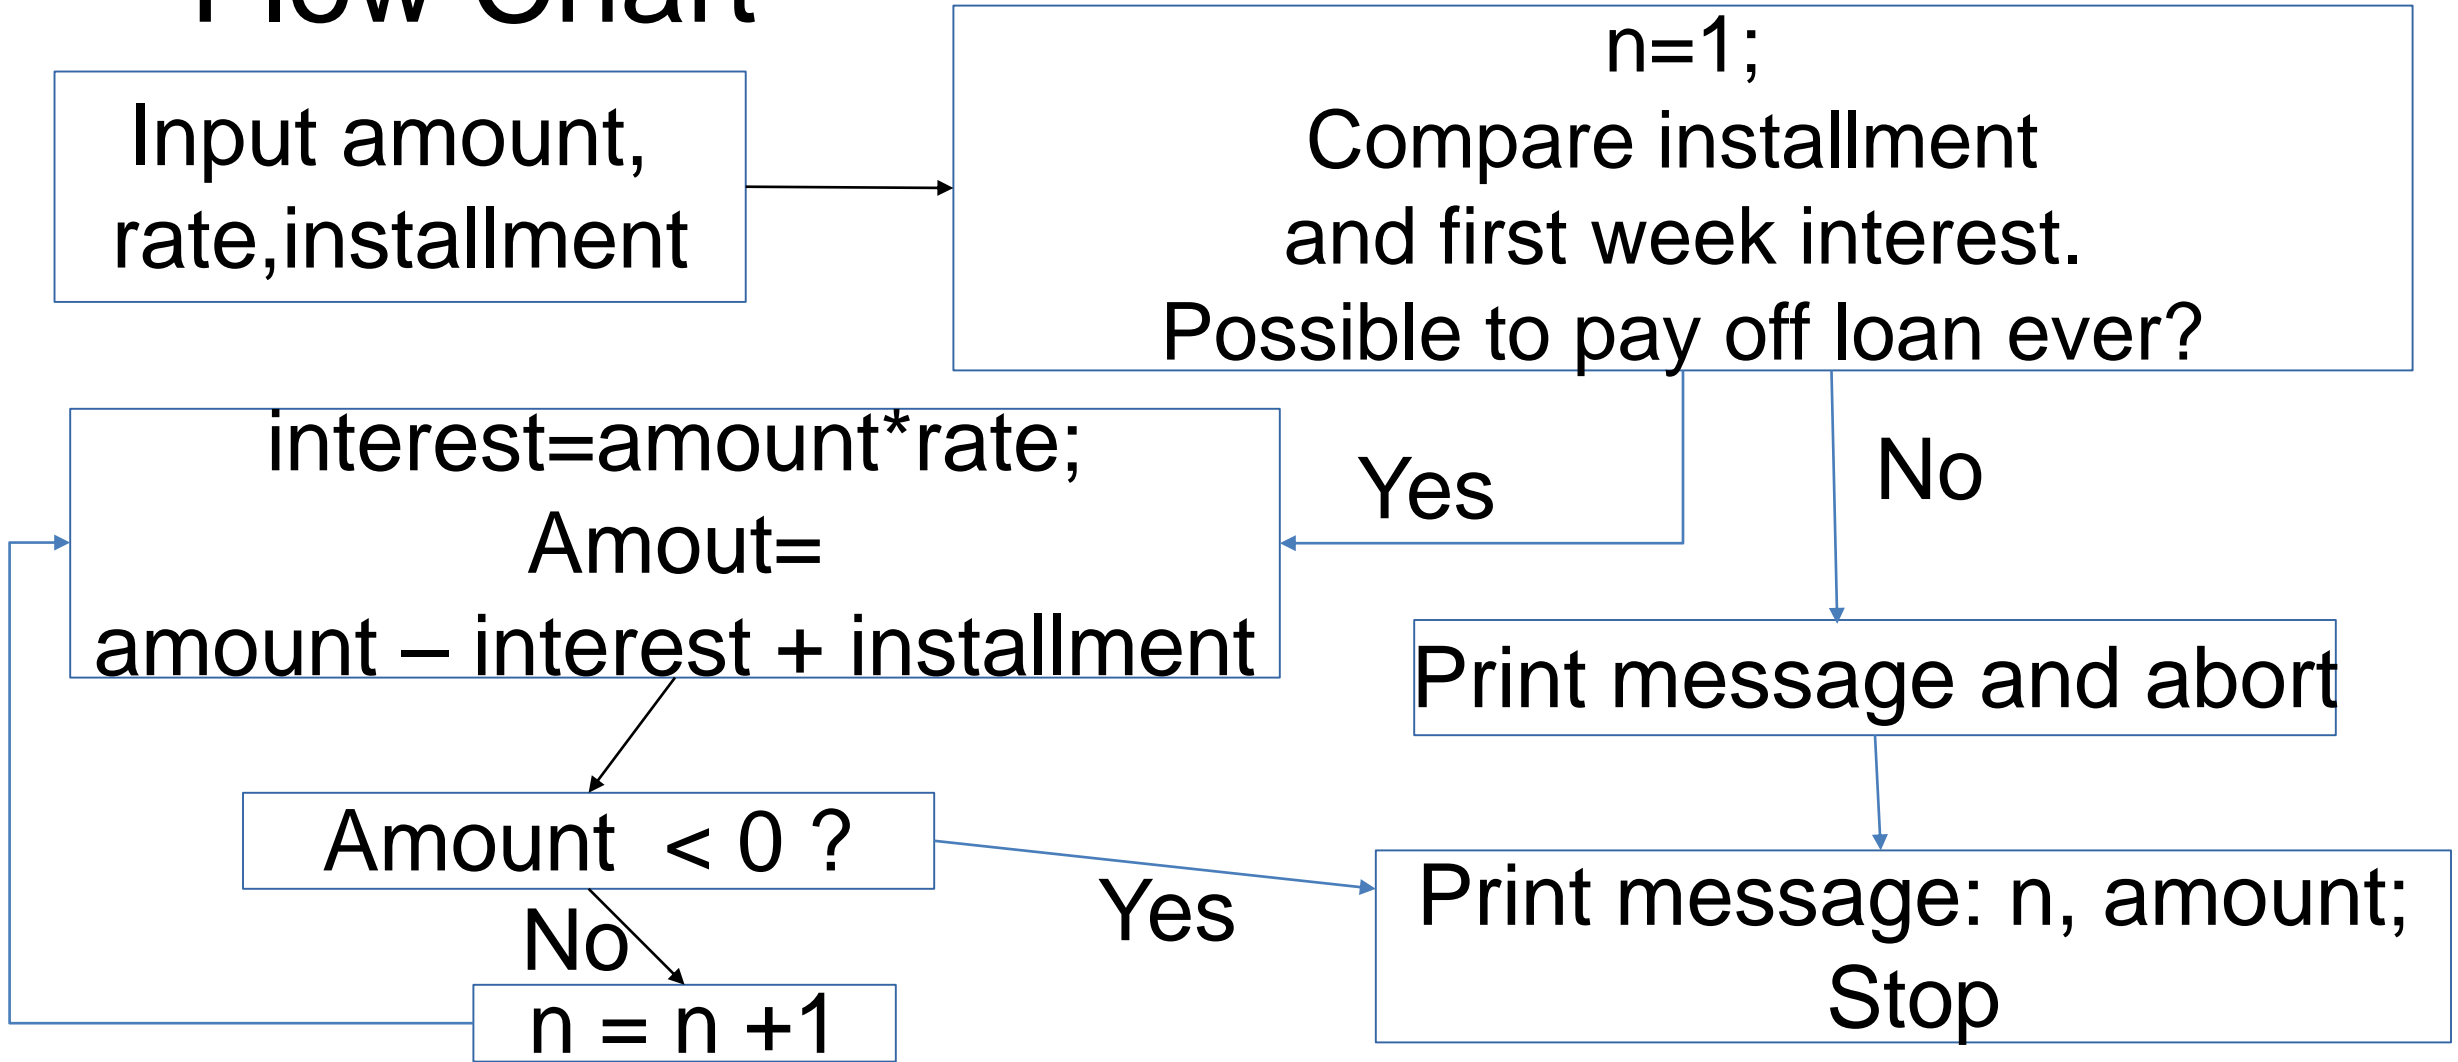 Flow Chart
Input amount,
rate,installment
n=1;
Compare installment
and first week interest.
Possible to pay off loan ever?
Yes
No
interest=amount*rate;
Amout=
amount – interest + installment
Print message and abort
Amount < 0 ?
Yes
No
Print message: n, amount;
Stop
n = n +1